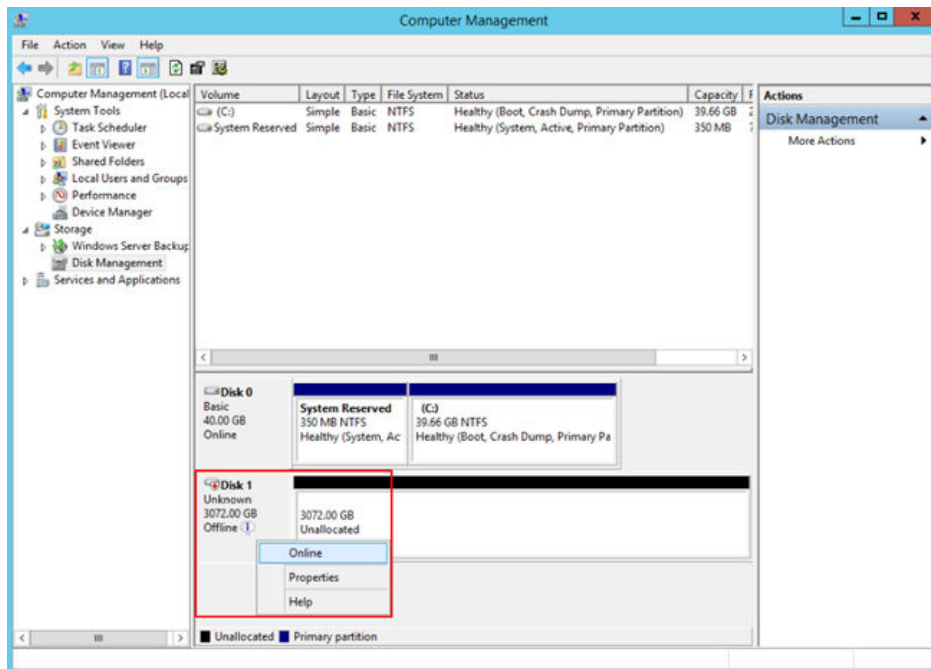 Computer Management
File Action View Help
Computer Management (Local
System Tools
Task Scheduler
Event Viewer
Shared Folders
Local Users and Groups
Performance
Device Manager
Storage
Windows Server Backup
Disk Management
Services and Applications
Volume Layout Type File System Status Capacity F
(C:) Simple Basic NTFS Healthy (Boot, Crash Dump, Primary Partition) 39.66 GB
System Reserved Simple Basic NTFS Healthy (System, Active, Primary Partition) 350 MB
Disk 0
Basic
40.00 GB
Online
System Reserved
350 MB NTFS
Healthy (System, Ac
(C:)
39.66 GB NTFS
Healthy (Boot, Crash Dump, Primary Pa
Disk 1
Unknown
3072.00 GB
Offline
3072.00 GB
Unallocated
Online
Properties
Help
Unallocated Primary partition
Actions
Disk Management
More Actions